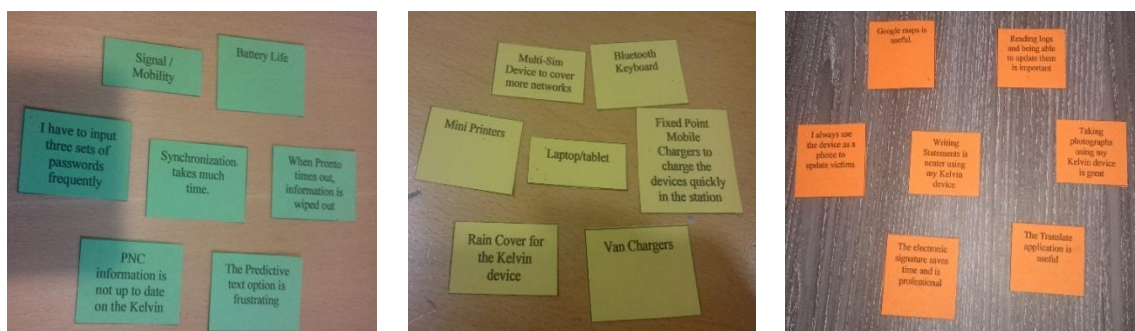 Signal /
Mobility
Battery Life
I have to input
three sets of
passwords
frequently
Synchronization
takes much
time.
When Pronto
times out,
information is
wiped out
PNC
information is
not up to date
on the Kelvin
The Predictive
text option is
frustrating
Multi-Sim
Device to cover
more networks
Bluetooth
Keyboard
Mini Printers
Laptop/tablet
Fixed Point
Mobile
Chargers to
charge the
devices quickly
in the station
Rain Cover for
the Kelvin
device
Van Chargers
Google maps is
useful.
Reading logs
and being able
to update them
is important
I always use
the device as a
phone to
update victims
Writing
Statements is
neater using
my Kelvin
device
Taking
photographs
using my
Kelvin device
is great
The electronic
signature saves
time and is
professional
The Translate
application is
useful